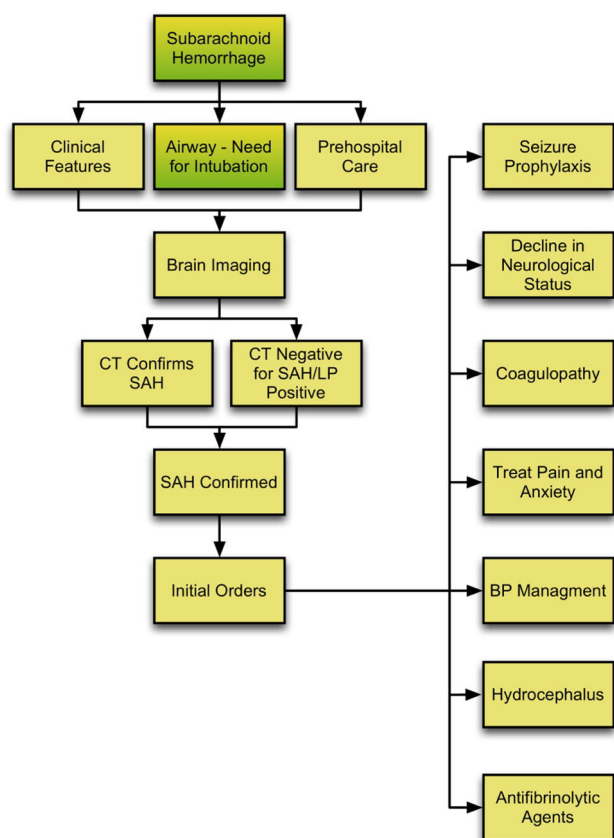 Subarachnoid
Hemorrhage
Clinical
Features
Airway - Need
for Intubation
Prehospital
Care
Brain Imaging
CT Confirms
SAH
CT Negative
for SAH/LP
Positive
SAH Confirmed
Initial Orders
Seizure
Prophylaxis
Decline in
Neurological
Status
Coagulopathy
Treat Pain and
Anxiety
BP Managment
Hydrocephalus
Antifibrinolytic
Agents